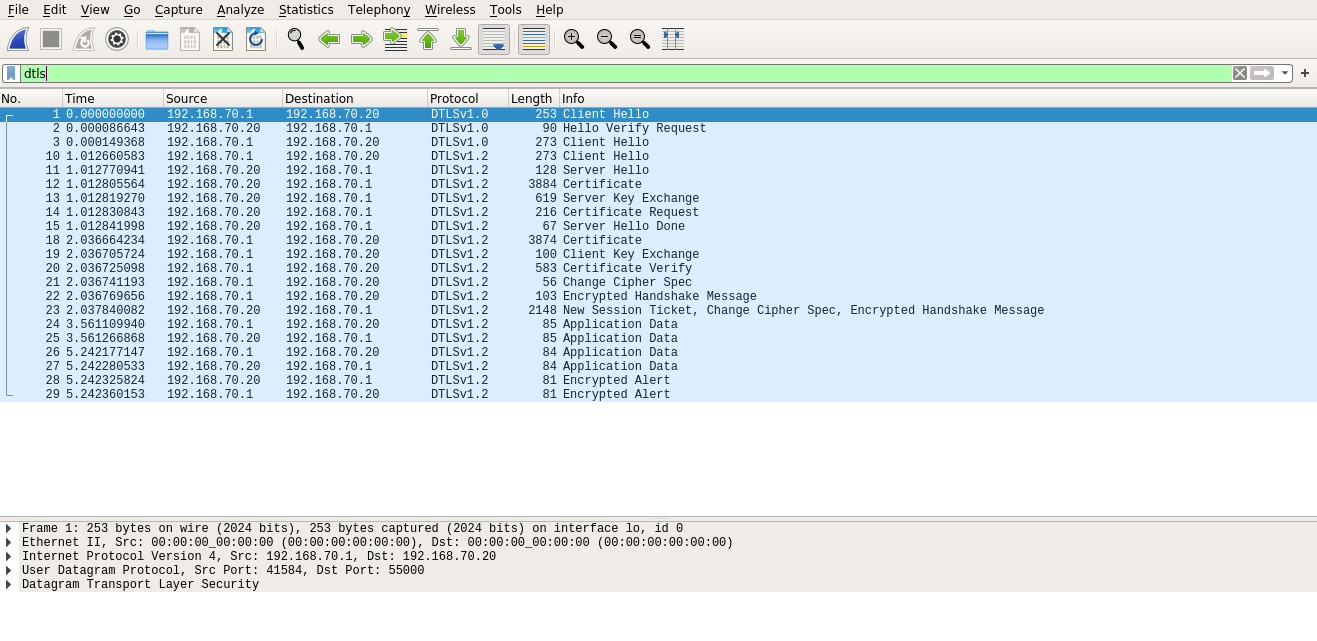 File Edit View Go Capture Analyze Statistics Telephony Wireless Tools Help
dtls
No. Time Source Destination Protocol Length Info
1 0.000000000 192.168.70.1 192.168.70.20 DTLSv1.0 253 Client Hello
2 0.000086643 192.168.70.20 192.168.70.1 DTLSv1.0 90 Hello Verify Request
3 0.000149368 192.168.70.1 192.168.70.20 DTLSv1.0 273 Client Hello
10 1.012660583 192.168.70.1 192.168.70.20 DTLSv1.2 273 Client Hello
11 1.012770941 192.168.70.20 192.168.70.1 DTLSv1.2 128 Server Hello
12 1.012805564 192.168.70.20 192.168.70.1 DTLSv1.2 3884 Certificate
13 1.012819270 192.168.70.20 192.168.70.1 DTLSv1.2 619 Server Key Exchange
14 1.012830843 192.168.70.20 192.168.70.1 DTLSv1.2 216 Certificate Request
15 1.012841998 192.168.70.20 192.168.70.1 DTLSv1.2 67 Server Hello Done
18 2.036664234 192.168.70.1 192.168.70.20 DTLSv1.2 3874 Certificate
19 2.036705724 192.168.70.1 192.168.70.20 DTLSv1.2 100 Client Key Exchange
20 2.036725098 192.168.70.1 192.168.70.20 DTLSv1.2 583 Certificate Verify
21 2.036741193 192.168.70.1 192.168.70.20 DTLSv1.2 56 Change Cipher Spec
22 2.036769656 192.168.70.1 192.168.70.20 DTLSv1.2 103 Encrypted Handshake Message
23 2.037840082 192.168.70.20 192.168.70.1 DTLSv1.2 2148 New Session Ticket, Change Cipher Spec, Encrypted Handshake Message
24 3.561109940 192.168.70.1 192.168.70.20 DTLSv1.2 85 Application Data
25 3.561266868 192.168.70.20 192.168.70.1 DTLSv1.2 85 Application Data
26 5.242177147 192.168.70.1 192.168.70.20 DTLSv1.2 84 Application Data
27 5.242280533 192.168.70.20 192.168.70.1 DTLSv1.2 84 Application Data
28 5.242325824 192.168.70.20 192.168.70.1 DTLSv1.2 81 Encrypted Alert
29 5.242360153 192.168.70.1 192.168.70.20 DTLSv1.2 81 Encrypted Alert
Frame 1: 253 bytes on wire (2024 bits), 253 bytes captured (2024 bits) on interface lo, id 0
Ethernet II, Src: 00:00:00_00:00:00 (00:00:00:00:00:00), Dst: 00:00:00_00:00:00 (00:00:00:00:00:00)
Internet Protocol Version 4, Src: 192.168.70.1, Dst: 192.168.70.20
User Datagram Protocol, Src Port: 41584, Dst Port: 55000
Datagram Transport Layer Security